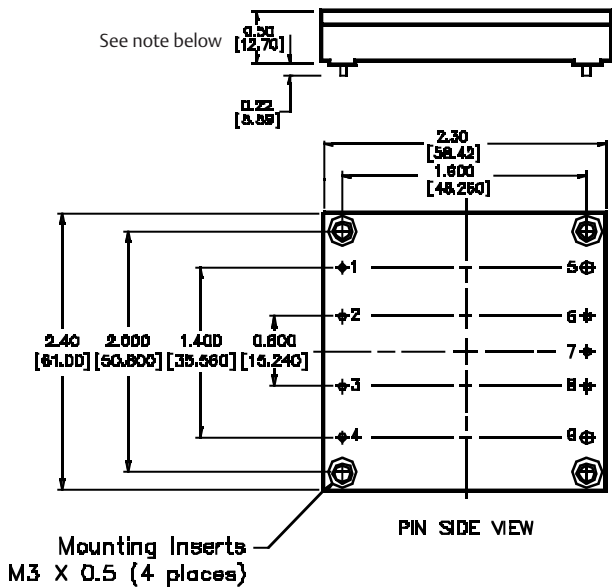 See note below
0.50
[12.70]
0.22
[5.59]
2.30
[58.42]
1.900
[48.260]
1 5
2 6
2.40 2.000 1.400 0.600
[61.00] [50.800] [35.560] [15.240]
7
3 8
4 9
PIN SIDE VIEW
Mounting Inserts
M3 X 0.5 (4 places)